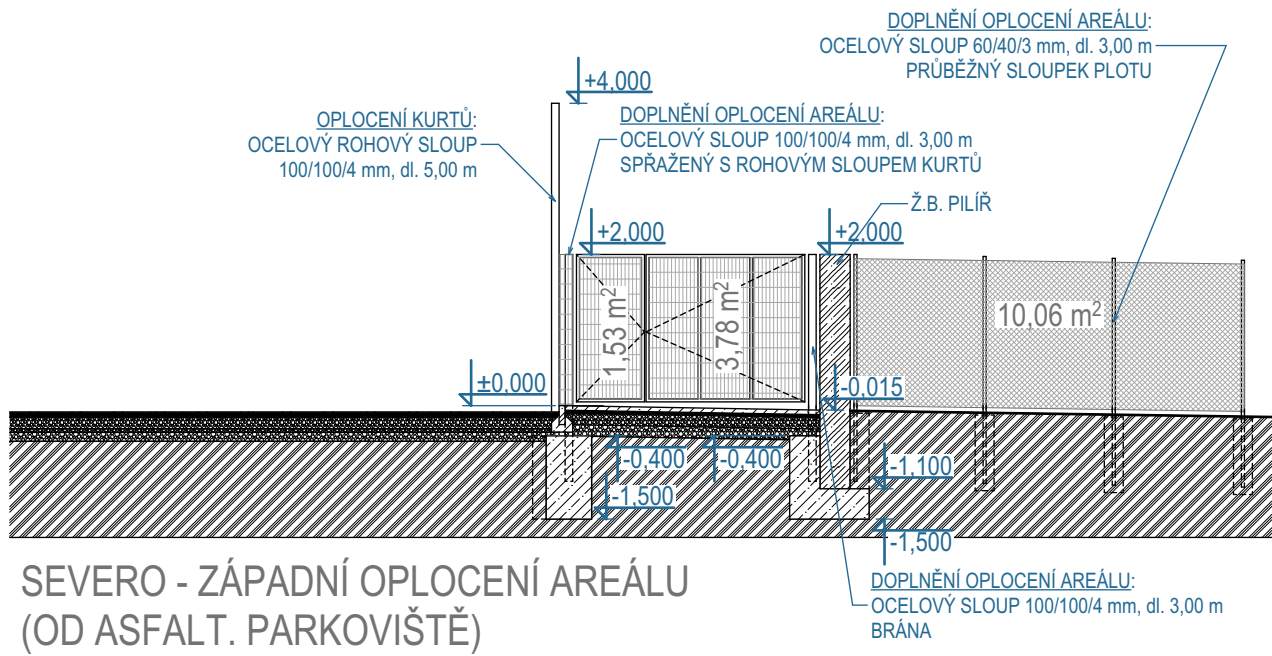 DOPLNĚNÍ OPLOCENÍ AREÁLU:
OCELOVÝ SLOUP 60/40/3 mm, dl. 3,00 m
PRŮBĚŽNÝ SLOUPEK PLOTU
+4,000
OPLOCENÍ KURTŮ:
OCELOVÝ ROHOVÝ SLOUP
100/100/4 mm, dl. 5,00 m
DOPLNĚNÍ OPLOCENÍ AREÁLU:
OCELOVÝ SLOUP 100/100/4 mm, dl. 3,00 m
SPŘAŽENÝ S ROHOVÝM SLOUPEM KURTŮ
Ž.B. PILÍŘ
+2,000
+2,000
1,53 m²
3,78 m²
10,06 m²
±0,000
-0,015
-0,400
-0,400
-1,100
-1,500
-1,500
SEVERO - ZÁPADNÍ OPLOCENÍ AREÁLU
(OD ASFALT. PARKOVIŠTĚ)
DOPLNĚNÍ OPLOCENÍ AREÁLU:
OCELOVÝ SLOUP 100/100/4 mm, dl. 3,00 m
BRÁNA